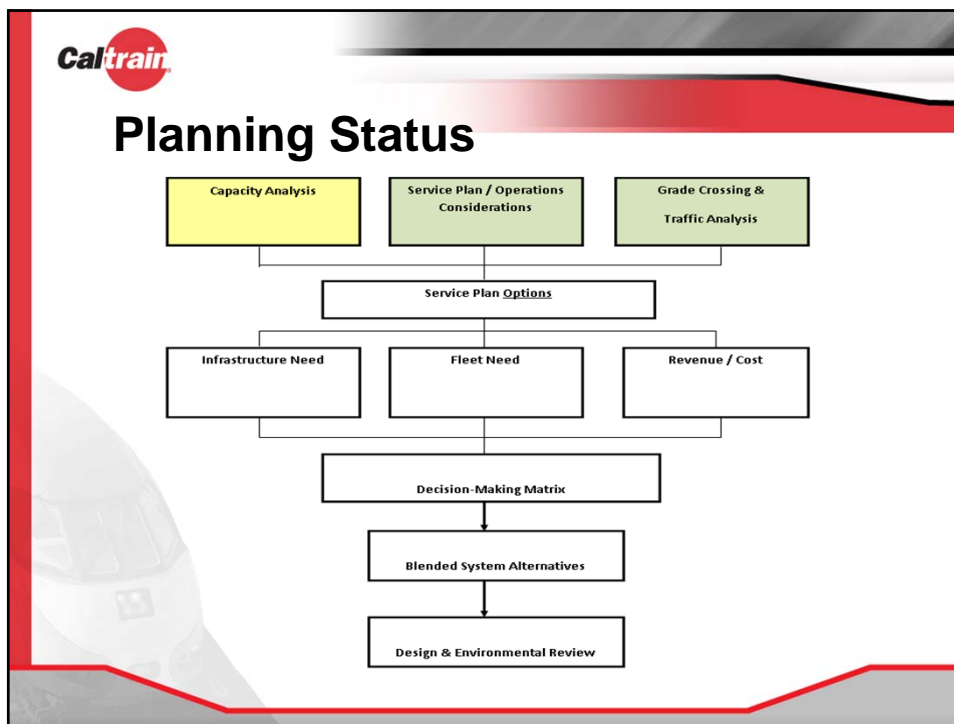 Caltrain
Planning Status
Capacity Analysis
Service Plan / Operations
Considerations
Grade Crossing &
Traffic Analysis
Service Plan Options
Infrastructure Need
Fleet Need
Revenue / Cost
Decision-Making Matrix
Blended System Alternatives
Design & Environmental Review